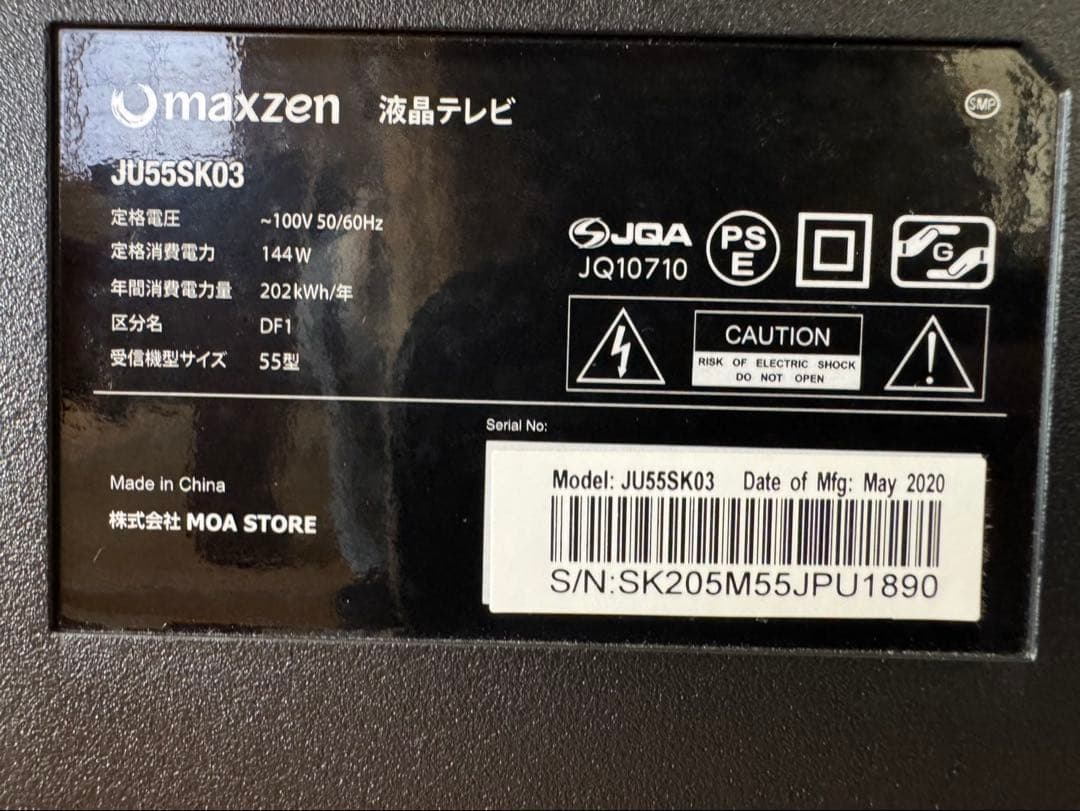 maxzen 液晶テレビ
SMP
JU55SK03
定格電圧 ~100V 50/60Hz
定格消費電力 144W
年間消費電力量 202kWh/年
区分名 DF1
受信機型サイズ 55型
JQA
JQ10710
PS
E
G
CAUTION
RISK OF ELECTRIC SHOCK
DO NOT OPEN
Serial No:
Made in China
株式会社 MOA STORE
Model: JU55SK03 Date of Mfg: May 2020
S/N:SK205M55JPU1890